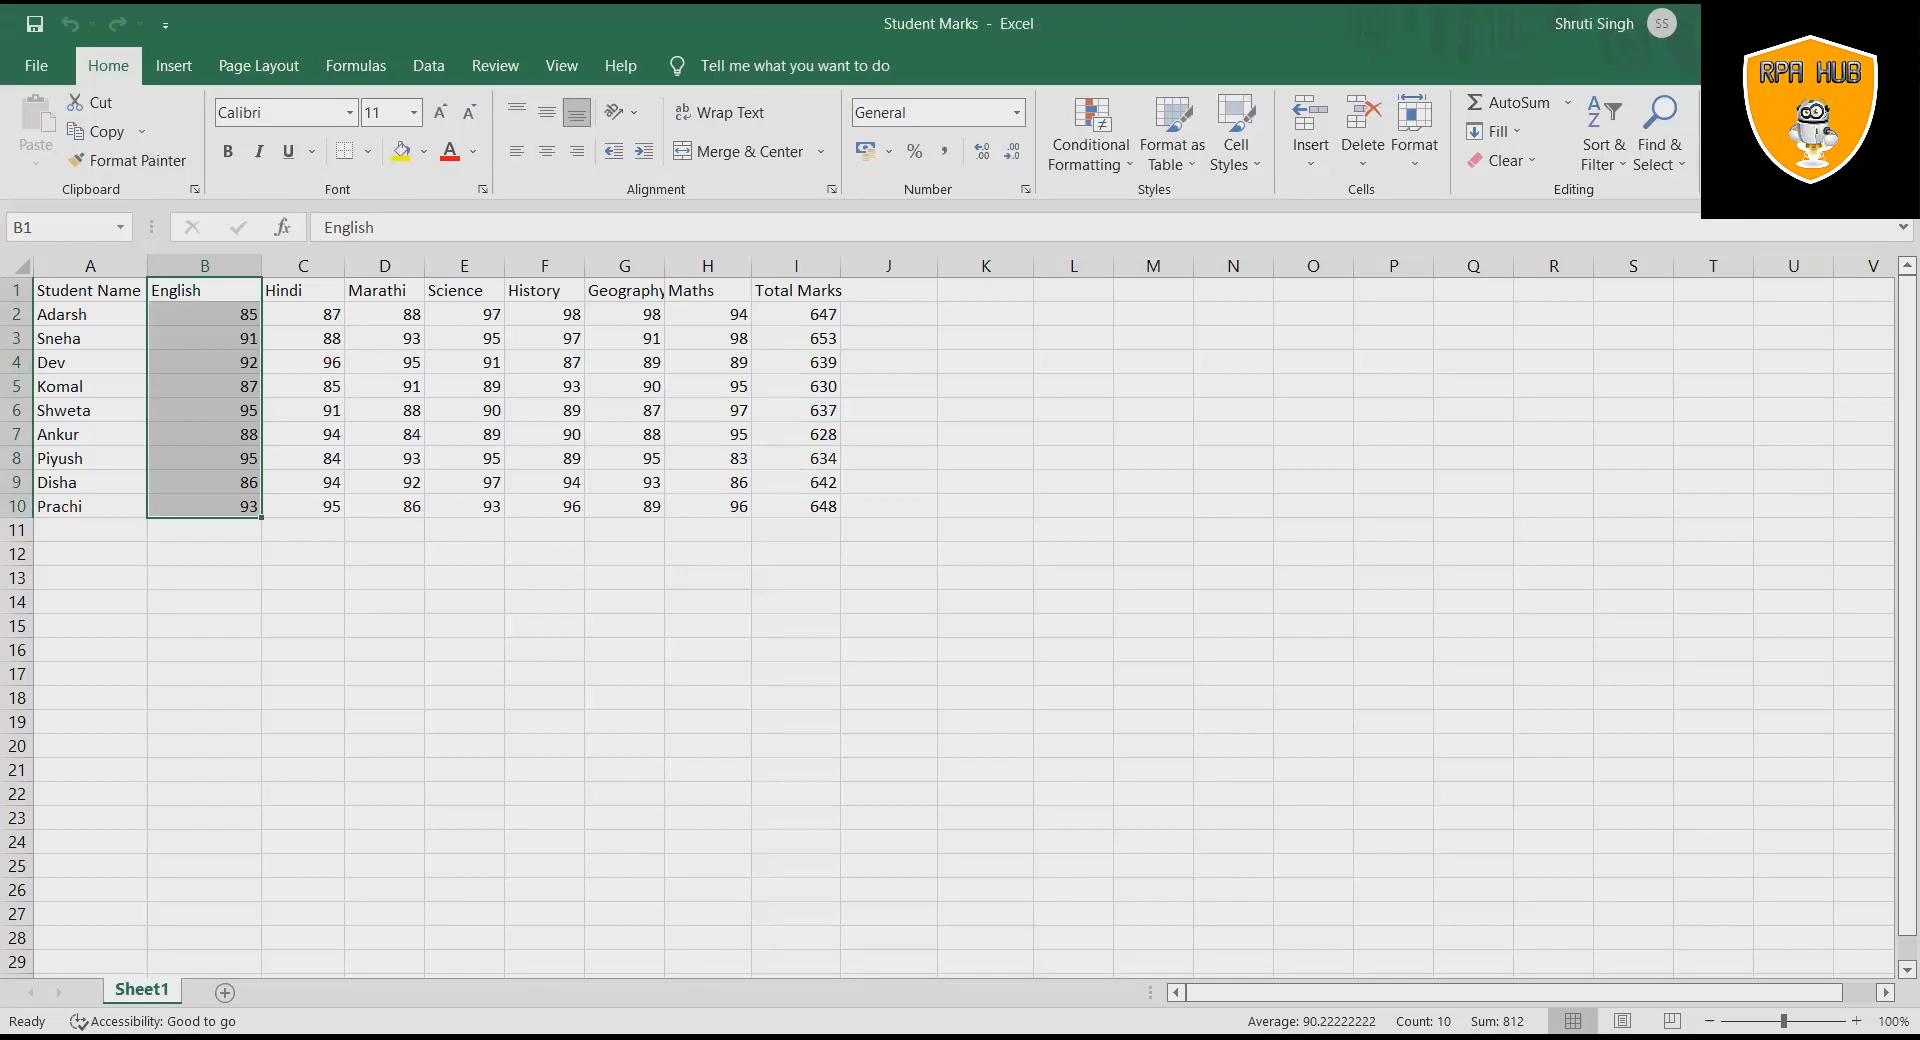 Student Marks - Excel
Shruti Singh SS
RPA HUB
File Home Insert Page Layout Formulas Data Review View Help Tell me what you want to do
Paste Cut Copy Format Painter Clipboard
Calibri 11 B I U A Font
ab Wrap Text Merge & Center Alignment
General % Number
Conditional Formatting Format as Table Cell Styles Styles
Insert Delete Format Cells
AutoSum Fill Clear Sort & Filter Find & Select Editing
B1 fx English
A B C D E F G H I J K L M N O P Q R S T U V
1 Student Name English Hindi Marathi Science History Geography Maths Total Marks
2 Adarsh 85 87 88 97 98 98 94 647
3 Sneha 91 88 93 95 97 91 98 653
4 Dev 92 96 95 91 87 89 89 639
5 Komal 87 85 91 89 93 90 95 630
6 Shweta 95 91 88 90 89 87 97 637
7 Ankur 88 94 84 89 90 88 95 628
8 Piyush 95 84 93 95 89 95 83 634
9 Disha 86 94 92 97 94 93 86 642
10 Prachi 93 95 86 93 96 89 96 648
11
12
13
14
15
16
17
18
19
20
21
22
23
24
25
26
27
28
29
Sheet1
Ready Accessibility: Good to go Average: 90.22222222 Count: 10 Sum: 812 100%